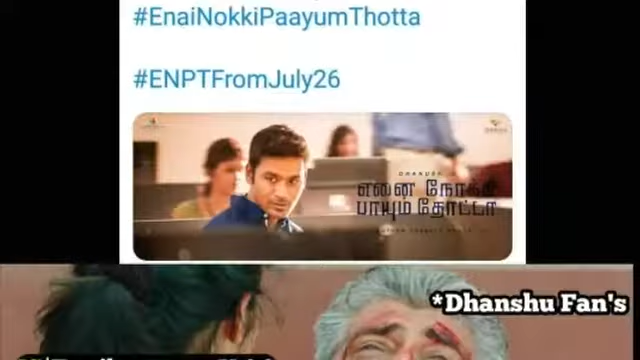 #EnaiNokkiPaayumThotta
#ENPTFromJuly26
DHANUSH
எனை நோக்கி
பாயும் தோட்டா
*Dhanshu Fan's